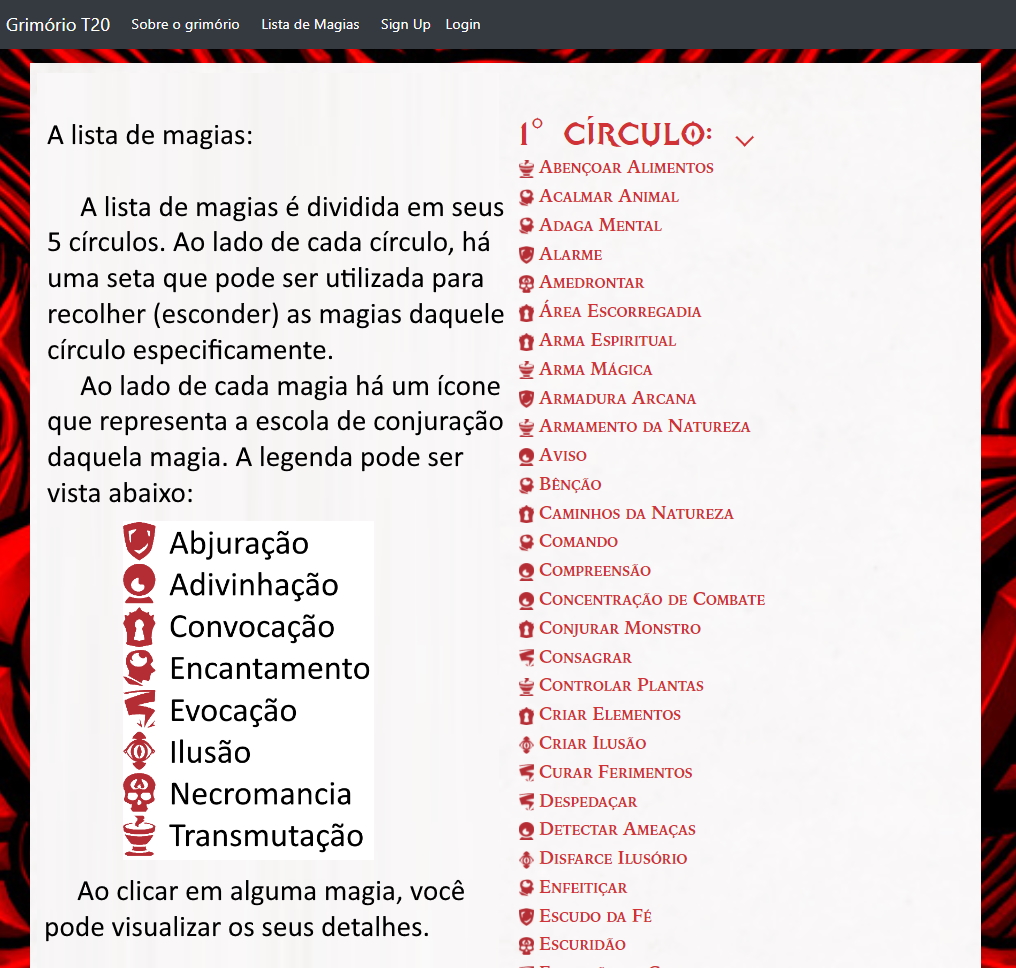 Grimório T20 Sobre o grimório Lista de Magias Sign Up Login
A lista de magias:
A lista de magias é dividida em seus
5 círculos. Ao lado de cada círculo, há
uma seta que pode ser utilizada para
recolher (esconder) as magias daquele
círculo especificamente.
Ao lado de cada magia há um ícone
que representa a escola de conjuração
daquela magia. A legenda pode ser
vista abaixo:
Abjuração
Adivinhação
Convocação
Encantamento
Evocação
Ilusão
Necromancia
Transmutação
Ao clicar em alguma magia, você
pode visualizar os seus detalhes.
1° CÍRCULO:
Abençoar Alimentos
Acalmar Animal
Adaga Mental
Alarme
Amedrontar
Área Escorregadia
Arma Espiritual
Arma Mágica
Armadura Arcana
Armamento da Natureza
Aviso
Bênção
Caminhos da Natureza
Comando
Compreensão
Concentração de Combate
Conjurar Monstro
Consagrar
Controlar Plantas
Criar Elementos
Criar Ilusão
Curar Ferimentos
Despedaçar
Detectar Ameaças
Disfarce Ilusório
Enfeitiçar
Escudo da Fé
Escuridão